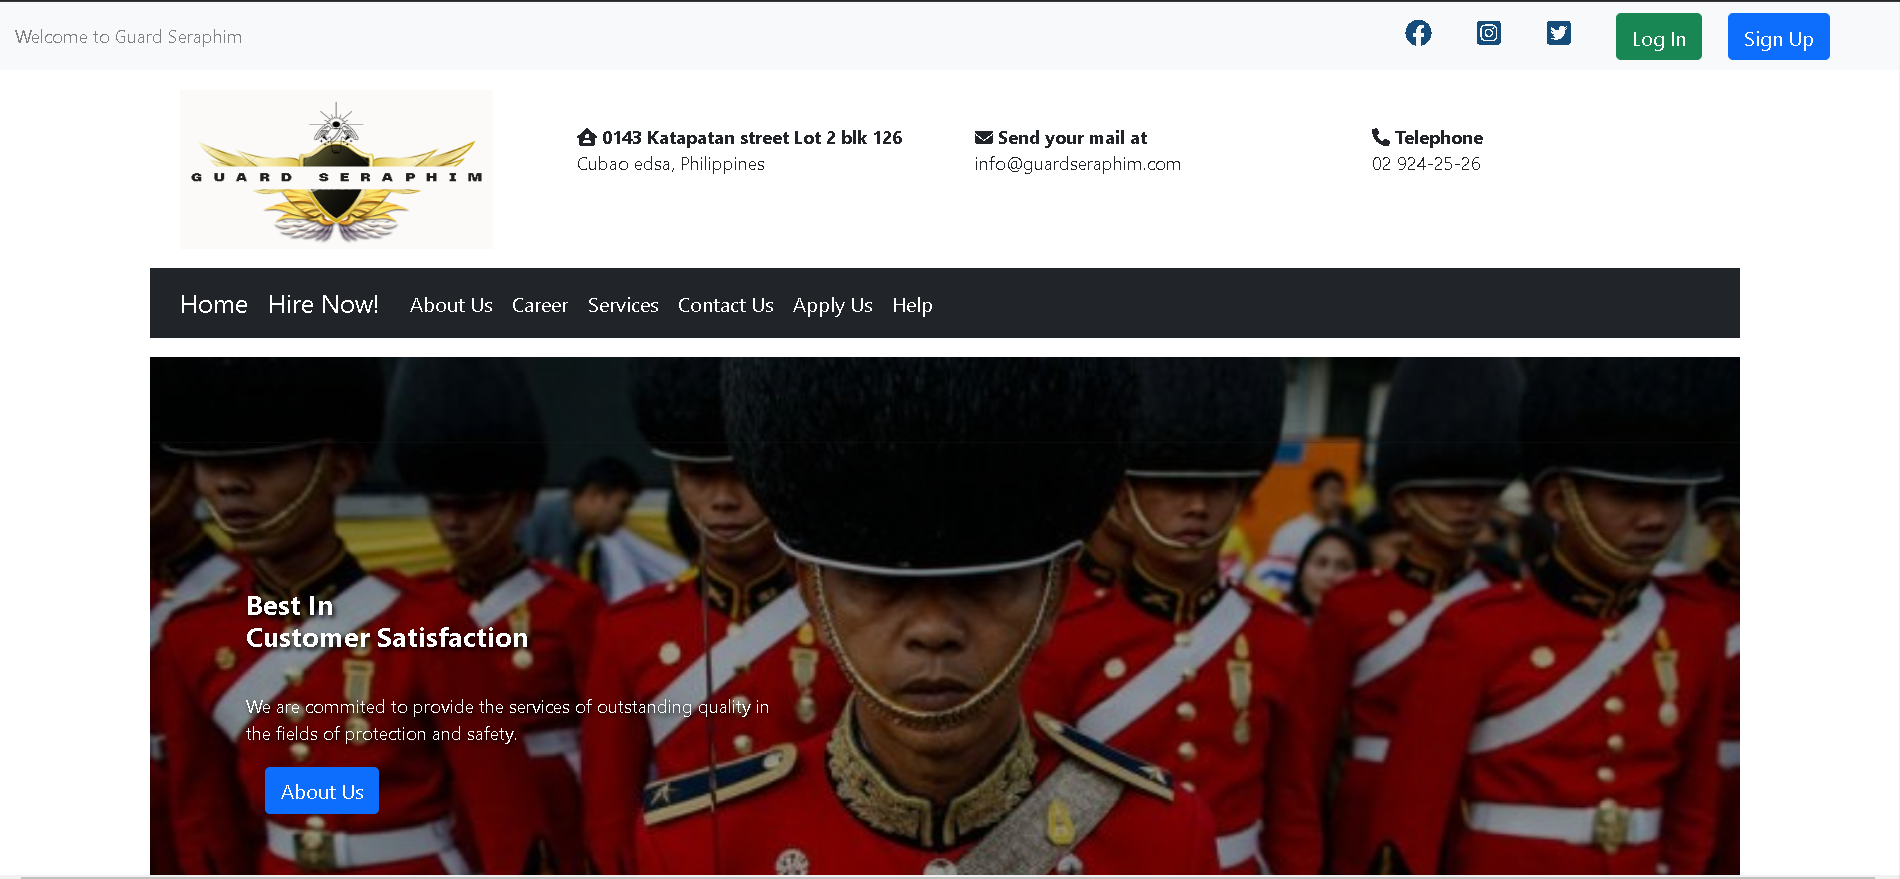 Welcome to Guard Seraphim
Log In
Sign Up
GUARD SERAPHIM
0143 Katapatan street Lot 2 blk 126
Cubao edsa, Philippines
Send your mail at
info@guardseraphim.com
Telephone
02 924-25-26
Home Hire Now! About Us Career Services Contact Us Apply Us Help
Best In
Customer Satisfaction
We are commited to provide the services of outstanding quality in
the fields of protection and safety.
About Us